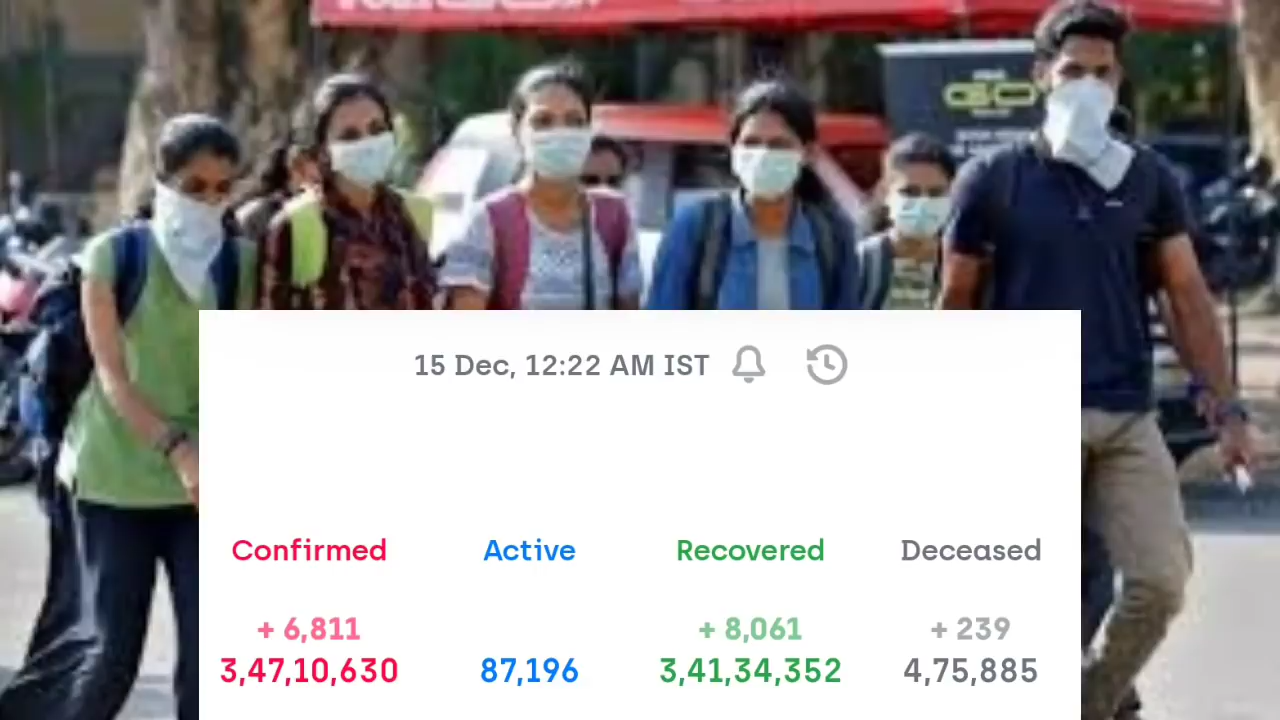 GO
15 Dec, 12:22 AM IST
Confirmed Active Recovered Deceased
+ 6,811 + 8,061 + 239
3,47,10,630 87,196 3,41,34,352 4,75,885